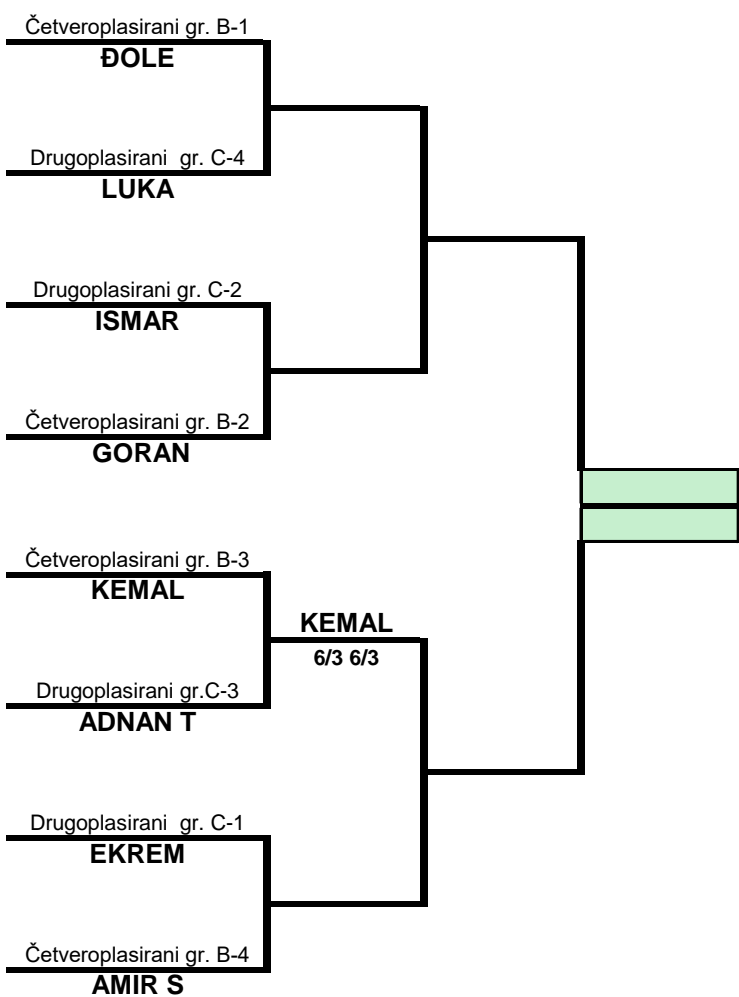 Četveroplasirani gr. B-1
ĐOLE
Drugoplasirani  gr. C-4
LUKA
Drugoplasirani gr. C-2
ISMAR
Četveroplasirani gr. B-2
GORAN
Četveroplasirani gr. B-3
KEMAL
KEMAL
6/3 6/3
Drugoplasirani gr.C-3
ADNAN T
Drugoplasirani  gr. C-1
EKREM
Četveroplasirani gr. B-4
AMIR S